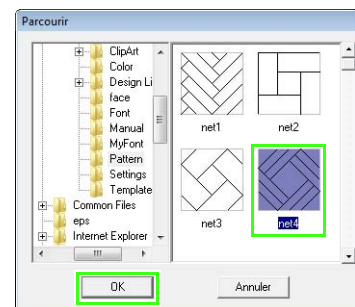 Parcourir
ClipArt
Color
Design Li
face
Font
Manual
MyFont
Pattern
Settings
Template
Common Files
eps
Internet Explorer
net1
net2
net3
net4
OK
Annuler